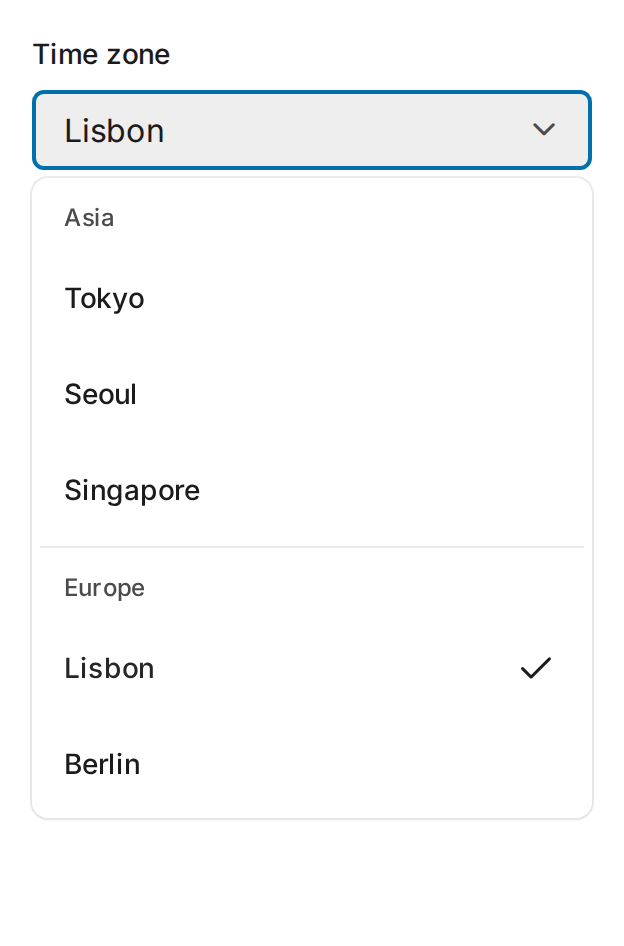 Time zone
Lisbon
Asia
Tokyo
Seoul
Singapore
Europe
Lisbon
Berlin